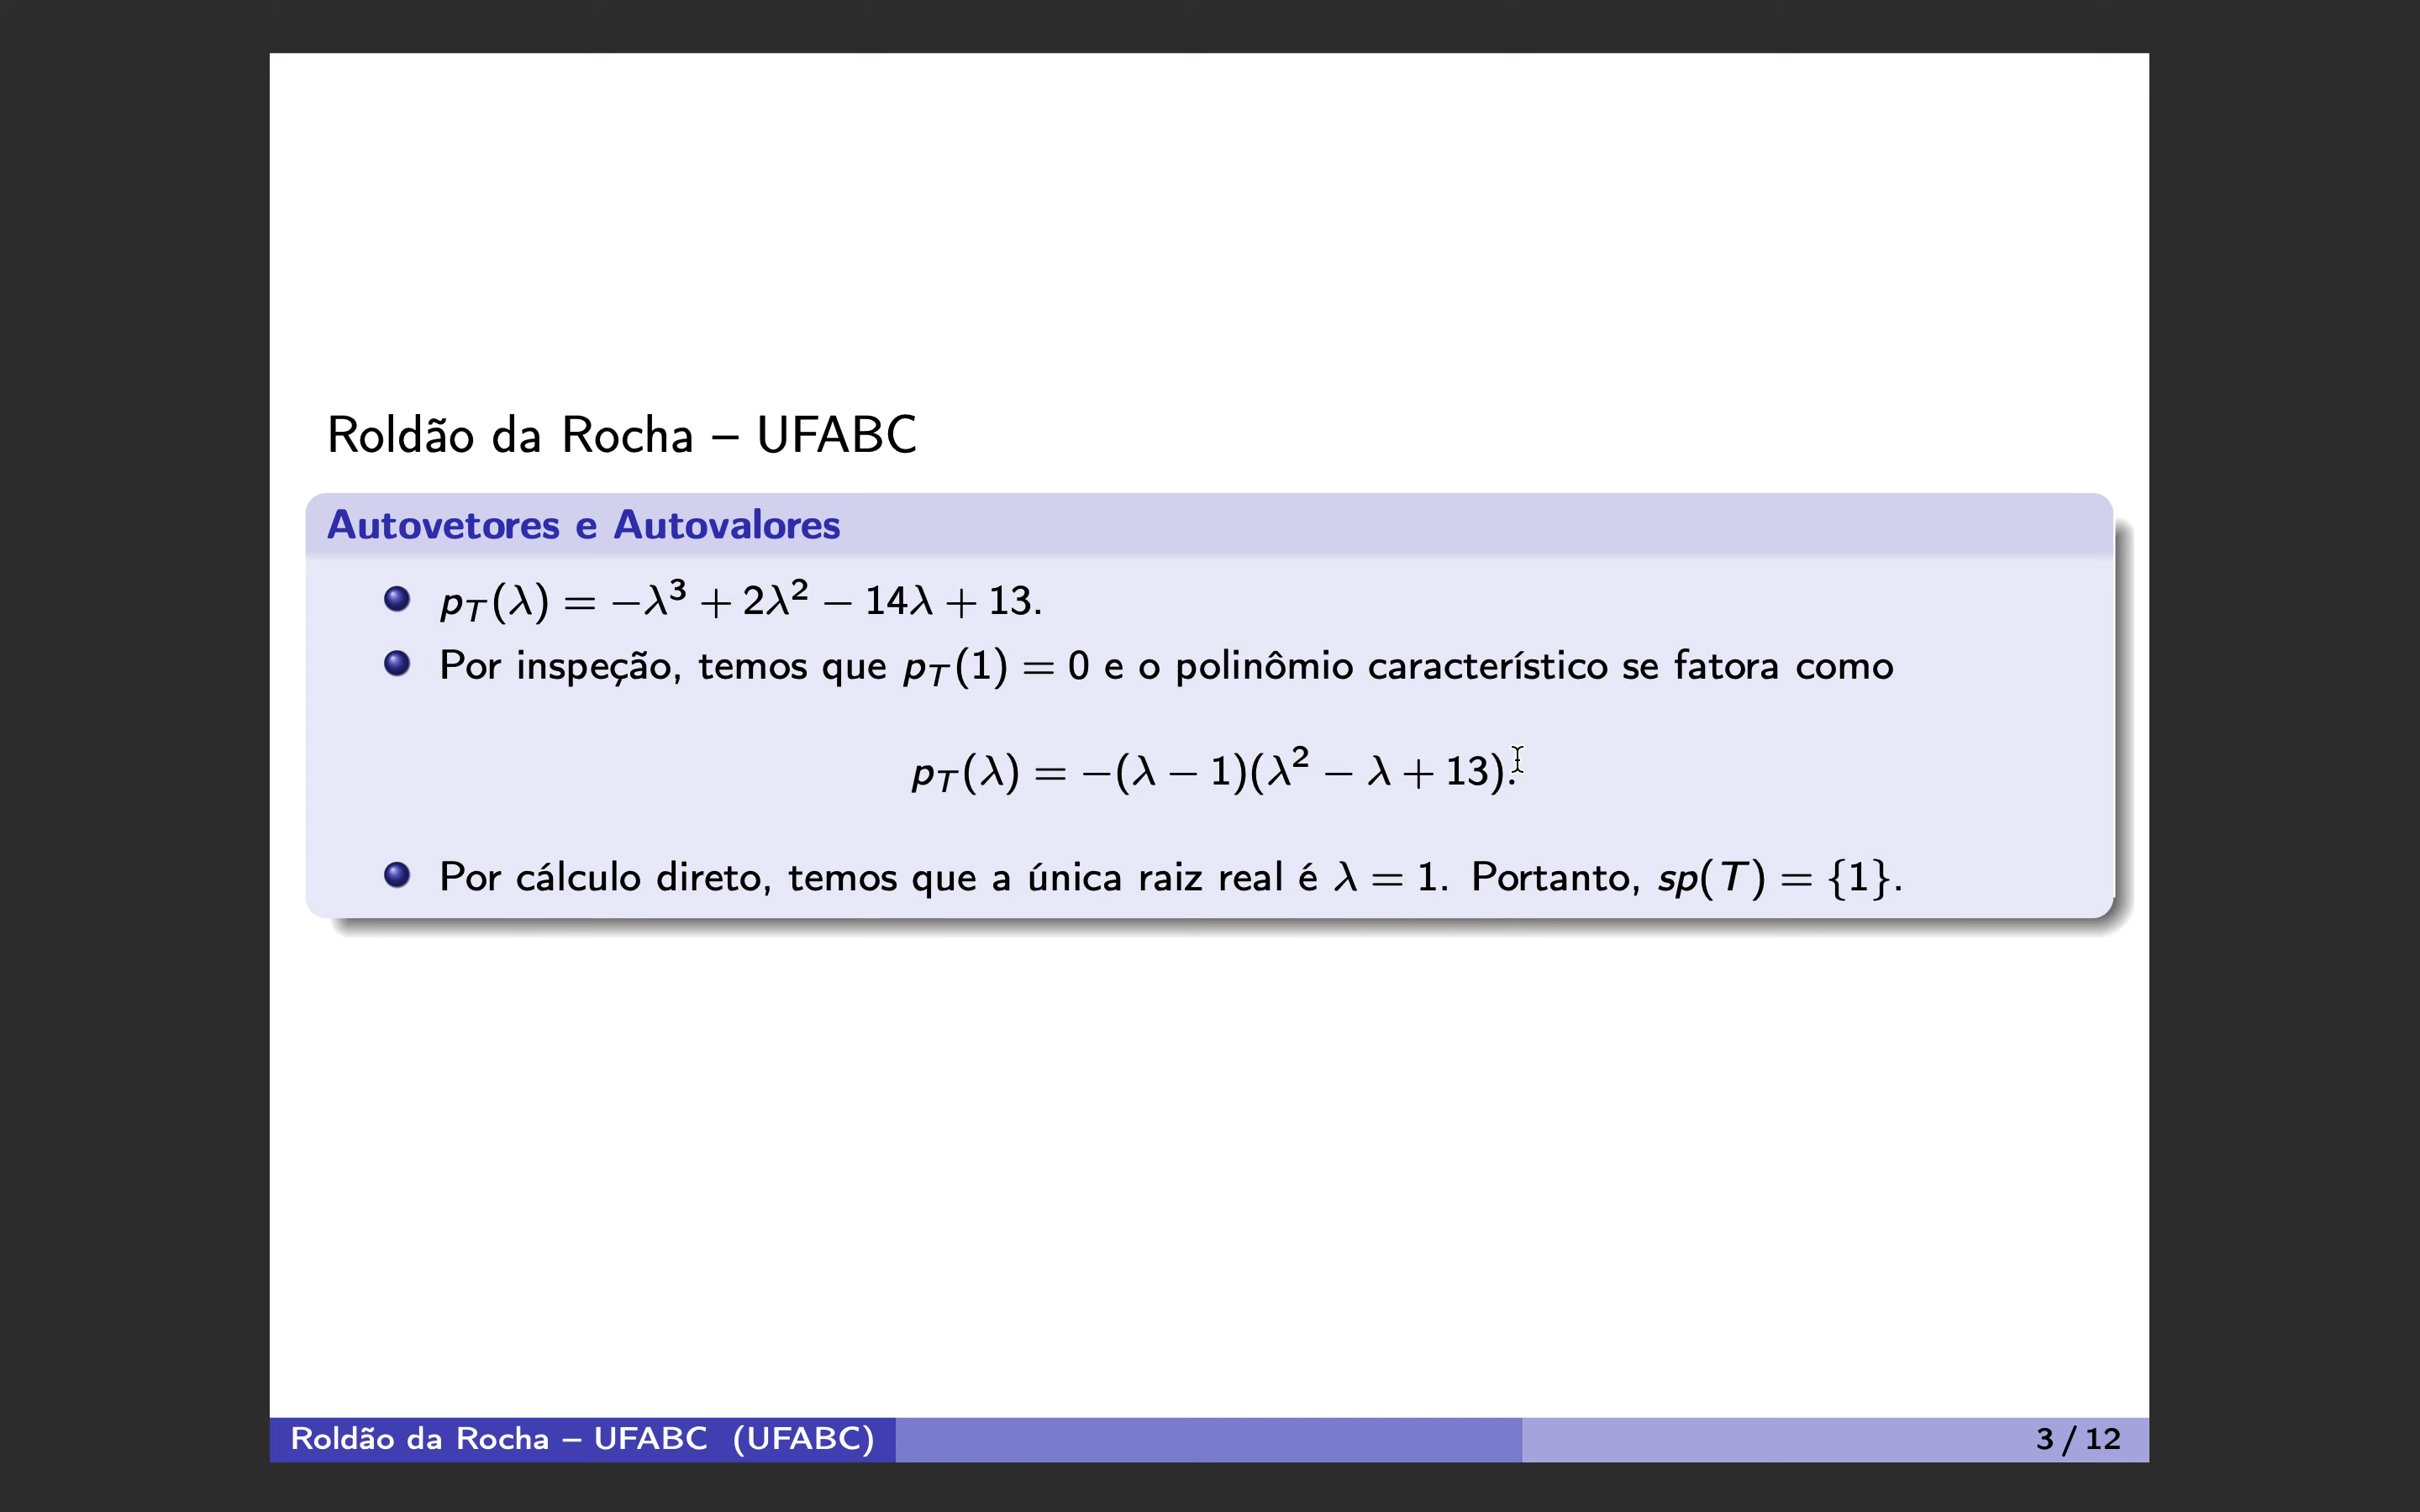 Roldão da Rocha – UFABC
Autovetores e Autovalores
p_T(λ) = −λ³ + 2λ² − 14λ + 13.
Por inspeção, temos que p_T(1) = 0 e o polinômio característico se fatora como
p_T(λ) = −(λ − 1)(λ² − λ + 13).
Por cálculo direto, temos que a única raiz real é λ = 1. Portanto, sp(T) = {1}.
Roldão da Rocha – UFABC (UFABC) 3 / 12